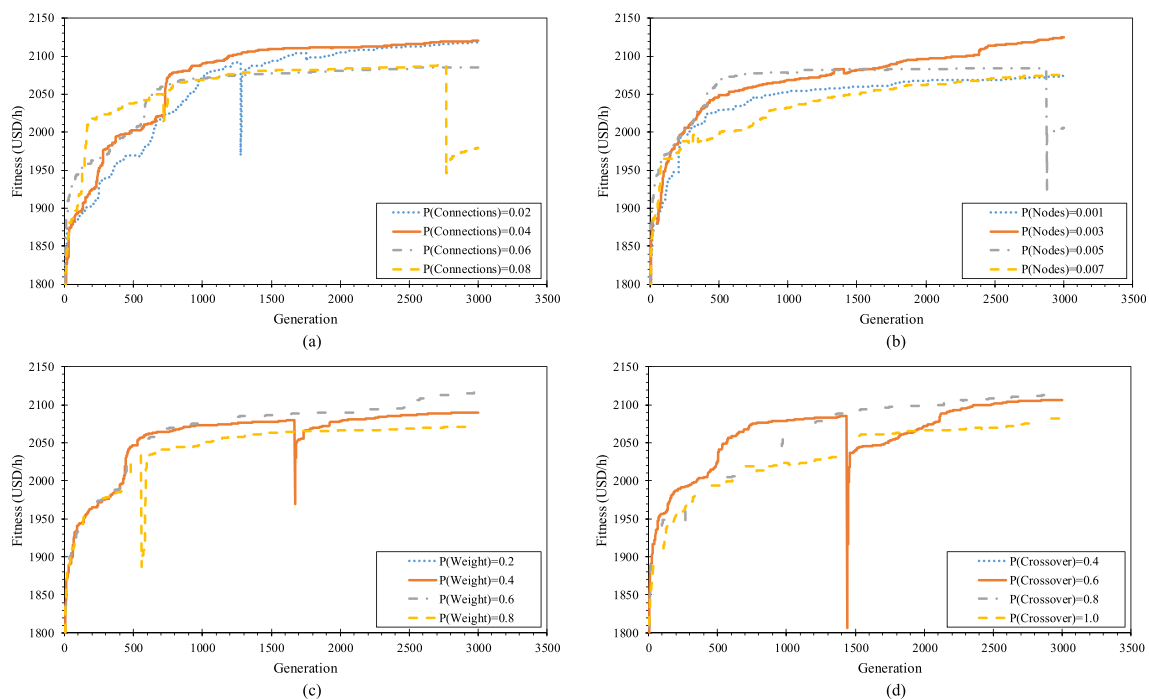 2150
2100
2050
2000
1950
1900
1850
1800
Fitness (USD/h)
0 500 1000 1500 2000 2500 3000 3500
Generation
P(Connections)=0.02
P(Connections)=0.04
P(Connections)=0.06
P(Connections)=0.08
(a)
2150
2100
2050
2000
1950
1900
1850
1800
Fitness (USD/h)
0 500 1000 1500 2000 2500 3000 3500
Generation
P(Nodes)=0.001
P(Nodes)=0.003
P(Nodes)=0.005
P(Nodes)=0.007
(b)
2150
2100
2050
2000
1950
1900
1850
1800
Fitness (USD/h)
0 500 1000 1500 2000 2500 3000 3500
Generation
P(Weight)=0.2
P(Weight)=0.4
P(Weight)=0.6
P(Weight)=0.8
(c)
2150
2100
2050
2000
1950
1900
1850
1800
Fitness (USD/h)
0 500 1000 1500 2000 2500 3000 3500
Generation
P(Crossover)=0.4
P(Crossover)=0.6
P(Crossover)=0.8
P(Crossover)=1.0
(d)